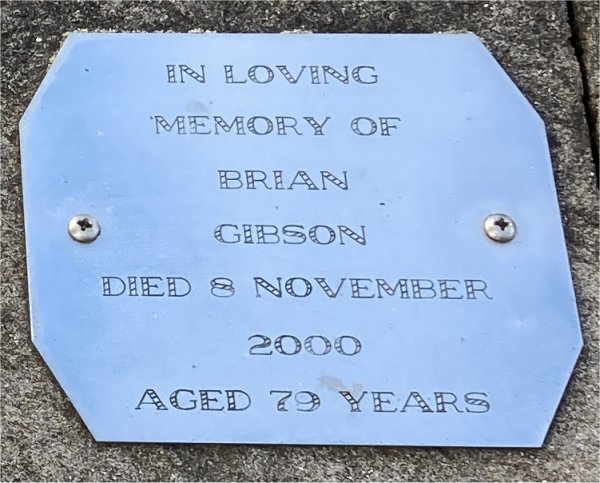 IN LOVING
MEMORY OF
BRIAN
GIBSON
DIED 8 NOVEMBER
2000
AGED 79 YEARS